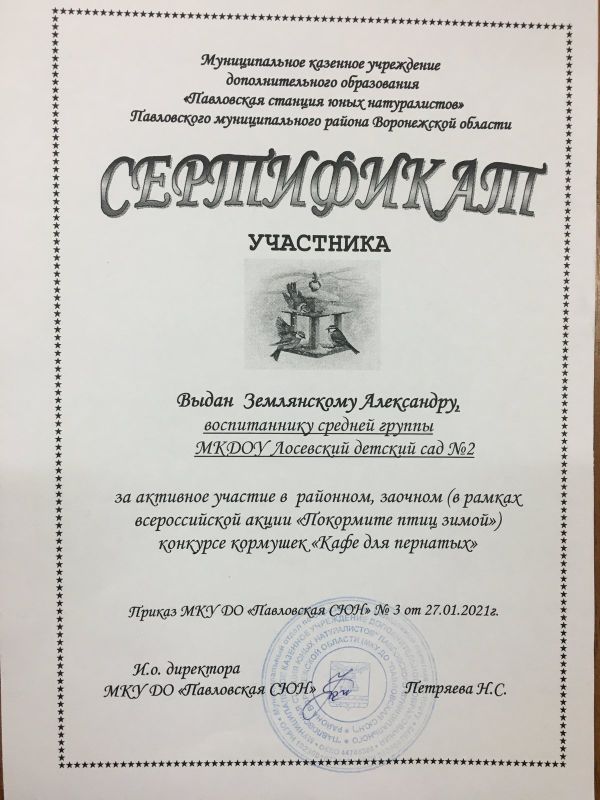 Муниципальное казенное учреждение
дополнительного образования
«Павловская станция юных натуралистов»
Павловского муниципального района Воронежской области
СЕРТИФИКАТ
УЧАСТНИКА
Выдан Землянскому Александру,
воспитаннику средней группы
МКДОУ Лосевский детский сад №2
за активное участие в районном, заочном (в рамках
всероссийской акции «Покормите птиц зимой»)
конкурсе кормушек «Кафе для пернатых»
Приказ МКУ ДО «Павловская СЮН» № 3 от 27.01.2021г.
И.о. директора
МКУ ДО «Павловская СЮН»
Петряева Н.С.